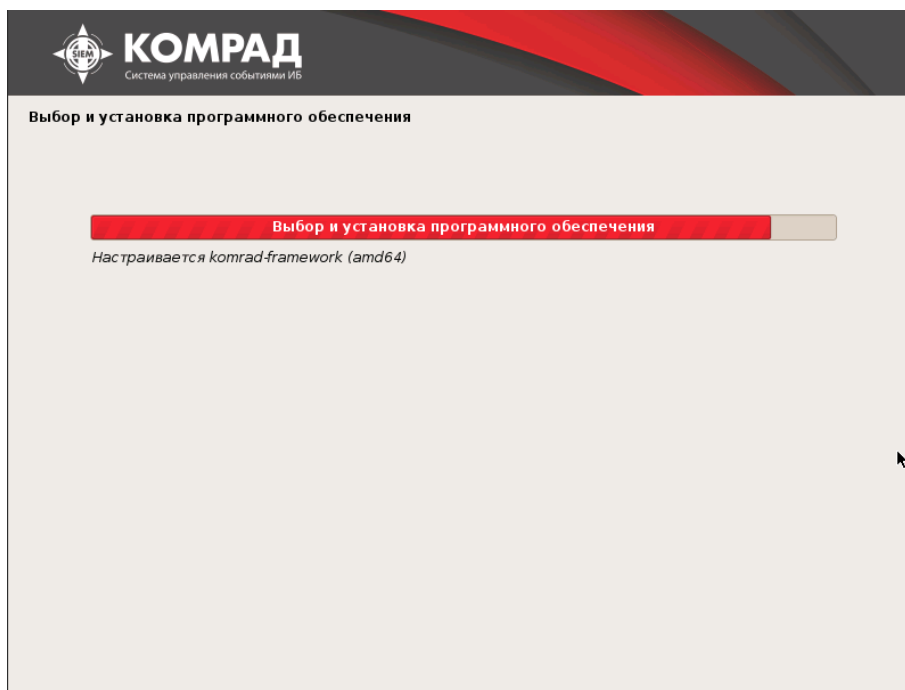 SIEM
КОМРАД
Система управления событиями ИБ
Выбор и установка программного обеспечения
Выбор и установка программного обеспечения
Настраивается komrad-framework (amd64)